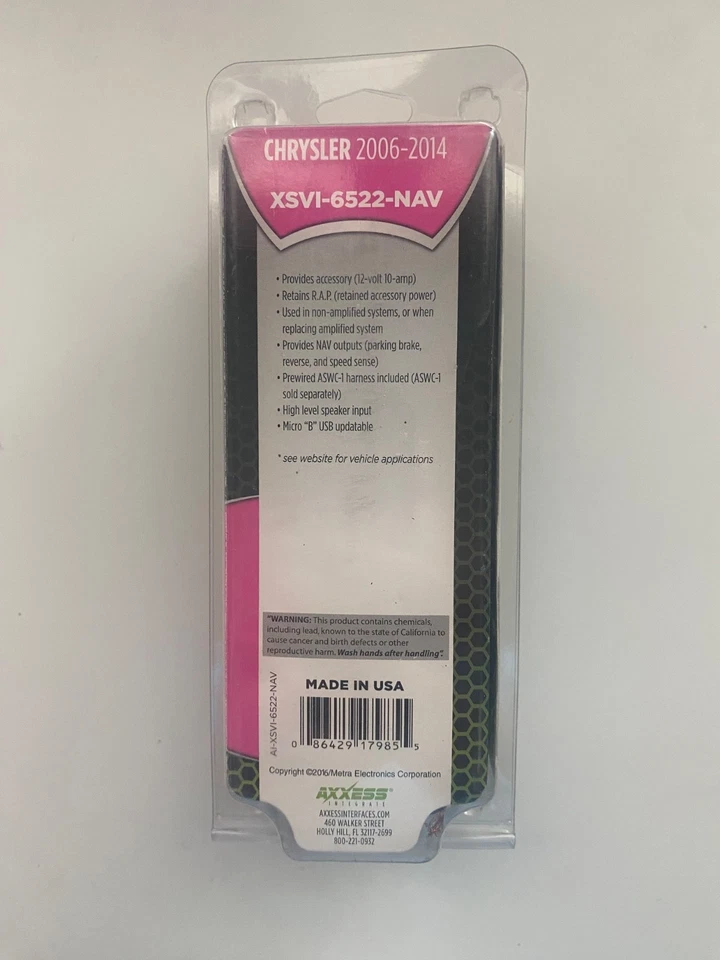 CHRYSLER 2006-2014
XSVI-6522-NAV
• Provides accessory (12-volt 10-amp)
• Retains R.A.P. (retained accessory power)
• Used in non-amplified systems, or when
replacing amplified system
• Provides NAV outputs (parking brake,
reverse, and speed sense)
• Prewired ASWC-1 harness included (ASWC-1
sold separately)
• High level speaker input
• Micro “B” USB updatable
* see website for vehicle applications
"WARNING: This product contains chemicals,
including lead, known to the state of California to
cause cancer and birth defects or other
reproductive harm. Wash hands after handling".
AI-XSVI-6522-NAV
MADE IN USA
0 86429 17985 5
Copyright ©2016/Metra Electronics Corporation
AXXESS®
INTEGRATE
AXXESSINTERFACES.COM
460 WALKER STREET
HOLLY HILL, FL 32117-2699
800-221-0932